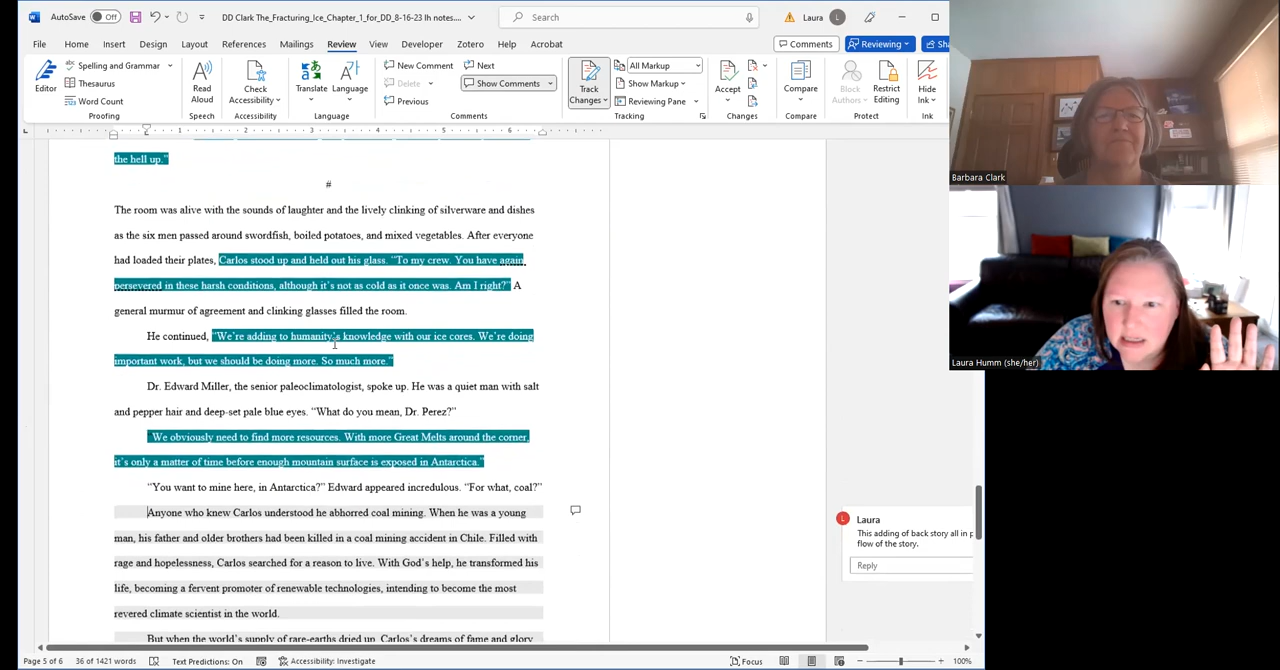 AutoSave Off
DD Clark The_Fracturing_Ice_Chapter_1_for_DD_8-16-23 lh notes....
Search
Laura
File Home Insert Draw Design Layout References Mailings Review View Developer Zotero Help Acrobat
Comments
Reviewing
Editor
Spelling and Grammar
Thesaurus
Word Count
Proofing
Read Aloud
Speech
Check Accessibility
Accessibility
Translate
Language
Language
New Comment
Delete
Previous
Next
Show Comments
Comments
Track Changes
All Markup
Show Markup
Reviewing Pane
Tracking
Accept
Changes
Compare
Compare
Block Authors
Restrict Editing
Protect
Hide Ink
Ink
1 2 3 4 5 6
the hell up.”
#
The room was alive with the sounds of laughter and the lively clinking of silverware and dishes
as the six men passed around swordfish, boiled potatoes, and mixed vegetables. After everyone
had loaded their plates, Carlos stood up and held out his glass. “To my crew. You have again
persevered in these harsh conditions, although it’s not as cold as it once was. Am I right?” A
general murmur of agreement and clinking glasses filled the room.
He continued, “We’re adding to humanity’s knowledge with our ice cores. We’re doing
important work, but we should be doing more. So much more.”
Dr. Edward Miller, the senior paleoclimatologist, spoke up. He was a quiet man with salt
and pepper hair and deep-set pale blue eyes. “What do you mean, Dr. Perez?”
We obviously need to find more resources. With more Great Melts around the corner,
it’s only a matter of time before enough mountain surface is exposed in Antarctica.”
“You want to mine here, in Antarctica?” Edward appeared incredulous. “For what, coal?”
Anyone who knew Carlos understood he abhorred coal mining. When he was a young
man, his father and older brothers had been killed in a coal mining accident in Chile. Filled with
rage and hopelessness, Carlos searched for a reason to live. With God’s help, he transformed his
life, becoming a fervent promoter of renewable technologies, intending to become the most
revered climate scientist in the world.
But when the world’s supply of rare-earths dried up, Carlos’s dreams of fame and glory
Laura
This adding of back story all in
flow of the story.
Reply
Barbara Clark
Laura Humm (she/her)
Page 5 of 6
36 of 1421 words
Text Predictions: On
Accessibility: Investigate
Focus
100%